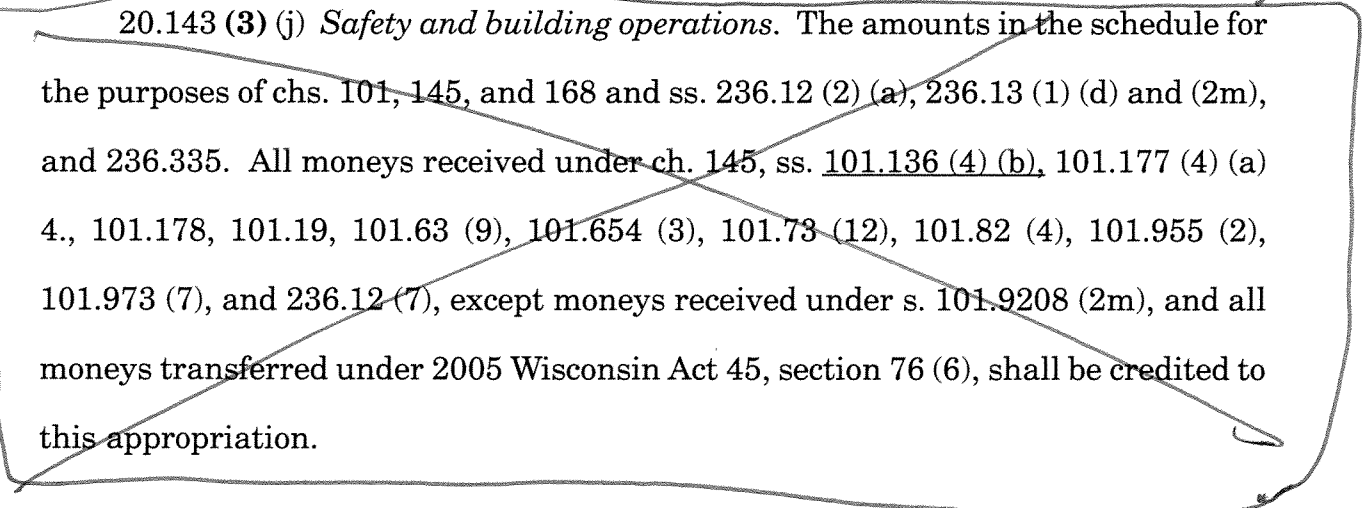 20.143 (3) (j) Safety and building operations. The amounts in the schedule for
the purposes of chs. 101, 145, and 168 and ss. 236.12 (2) (a), 236.13 (1) (d) and (2m),
and 236.335. All moneys received under ch. 145, ss. 101.136 (4) (b), 101.177 (4) (a)
4., 101.178, 101.19, 101.63 (9), 101.654 (3), 101.73 (12), 101.82 (4), 101.955 (2),
101.973 (7), and 236.12 (7), except moneys received under s. 101.9208 (2m), and all
moneys transferred under 2005 Wisconsin Act 45, section 76 (6), shall be credited to
this appropriation.